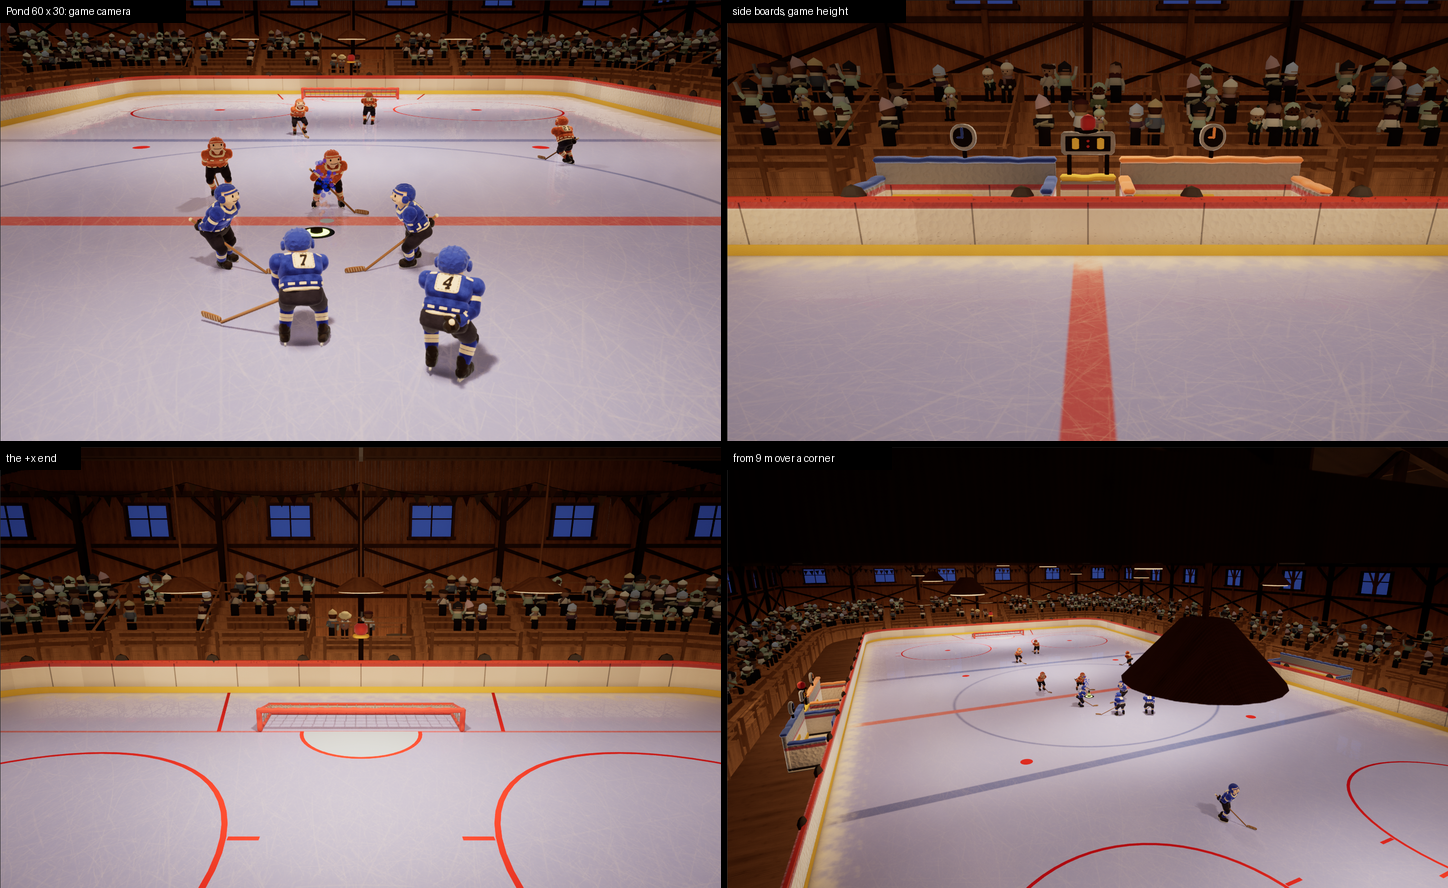 Pond 60 x 30: game camera
side boards, game height
7
4
the +x end
from 9 m over a corner